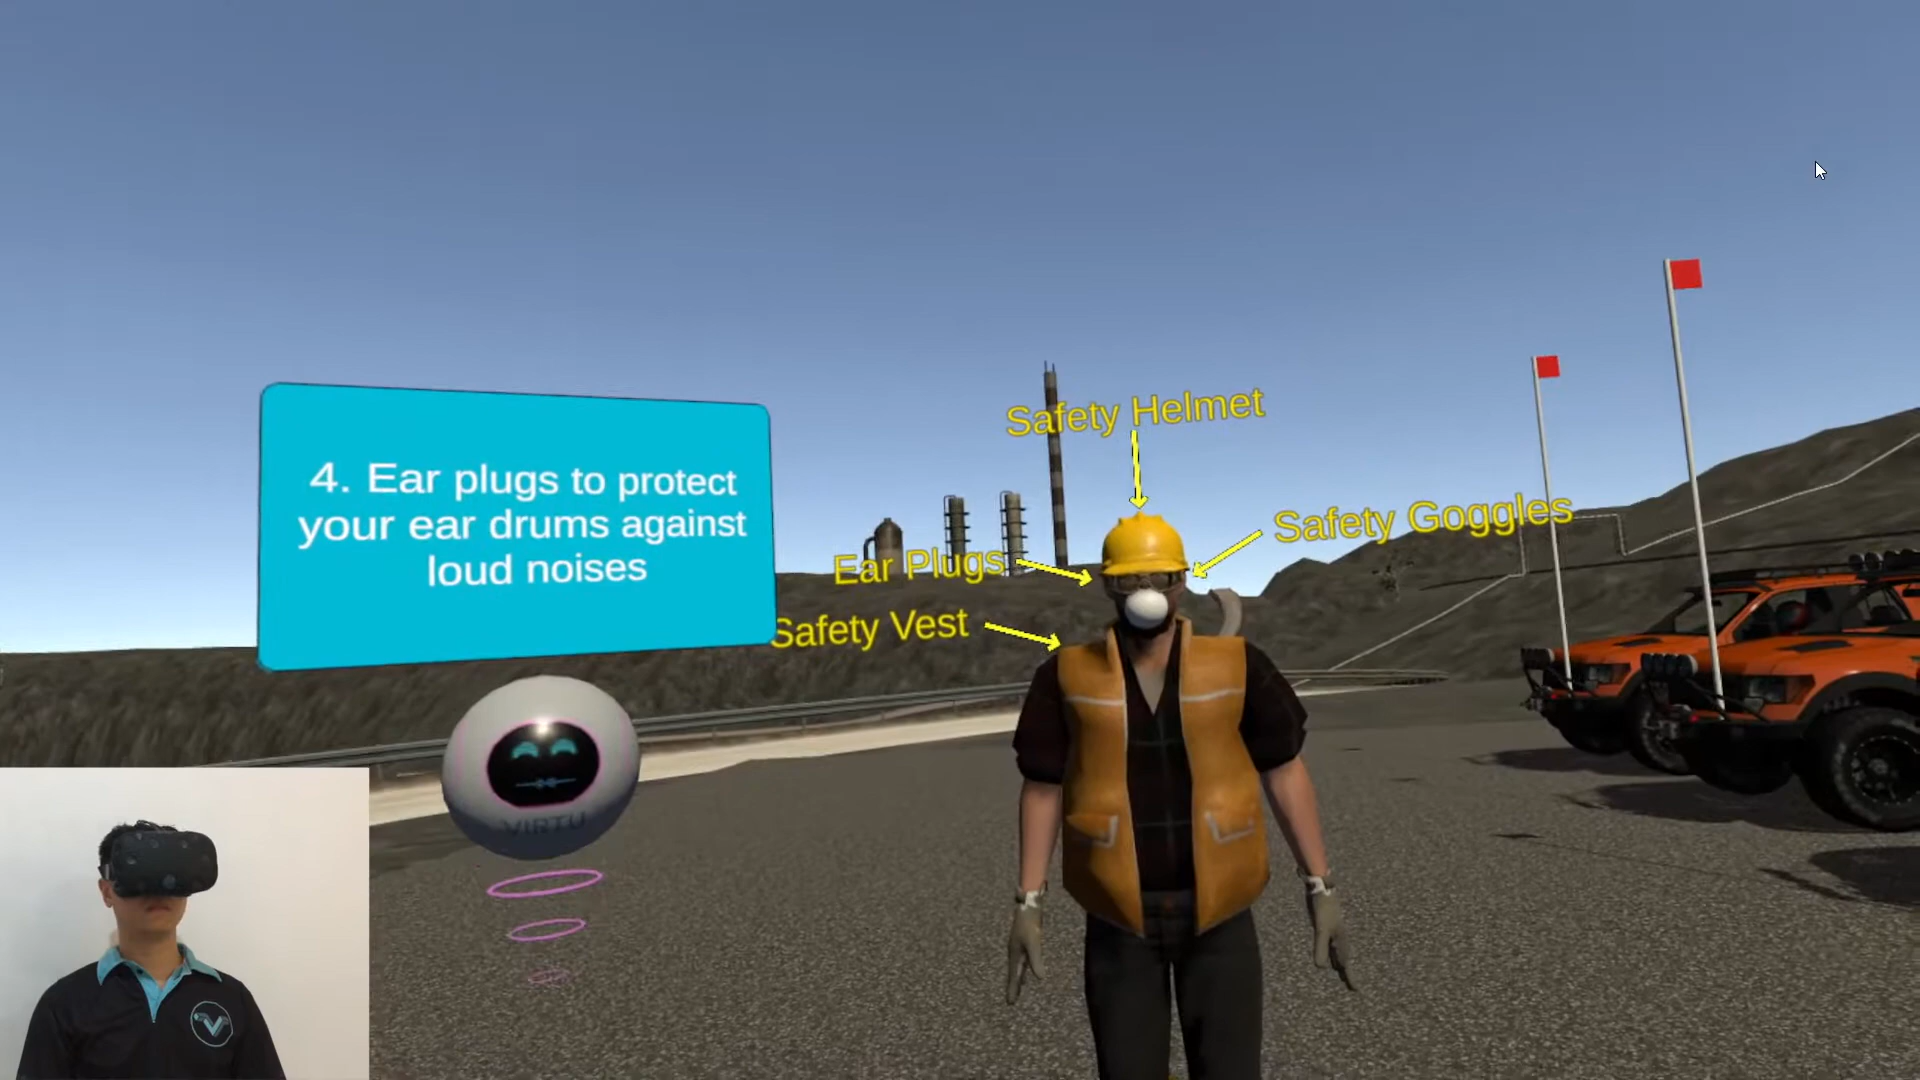 4. Ear plugs to protect
your ear drums against
loud noises
Safety Helmet
Safety Goggles
Ear Plugs
Safety Vest
VIRTU